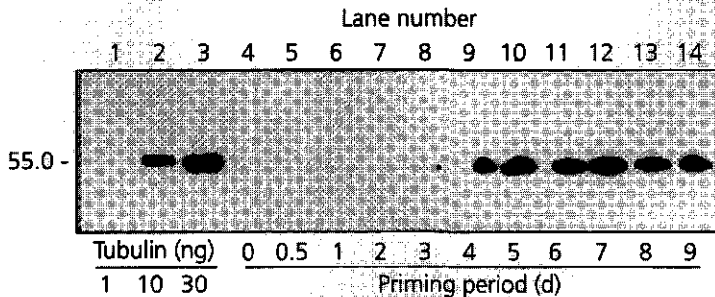 Lane number
1 2 3 4 5 6 7 8 9 10 11 12 13 14
55.0 -
Tubulin (ng) 0 0.5 1 2 3 4 5 6 7 8 9
1 10 30 Priming period (d)